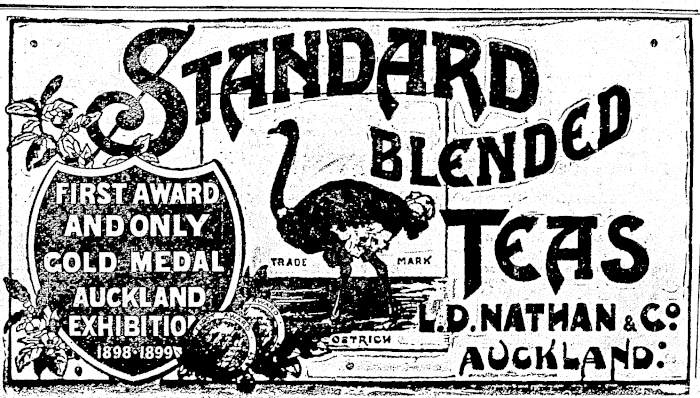 STANDARD
BLENDED
TEAS
FIRST AWARD
AND ONLY
GOLD MEDAL
AUCKLAND
EXHIBITION
1898-1899
TRADE MARK
OSTRICH
L.D. NATHAN & Co
AUCKLAND: